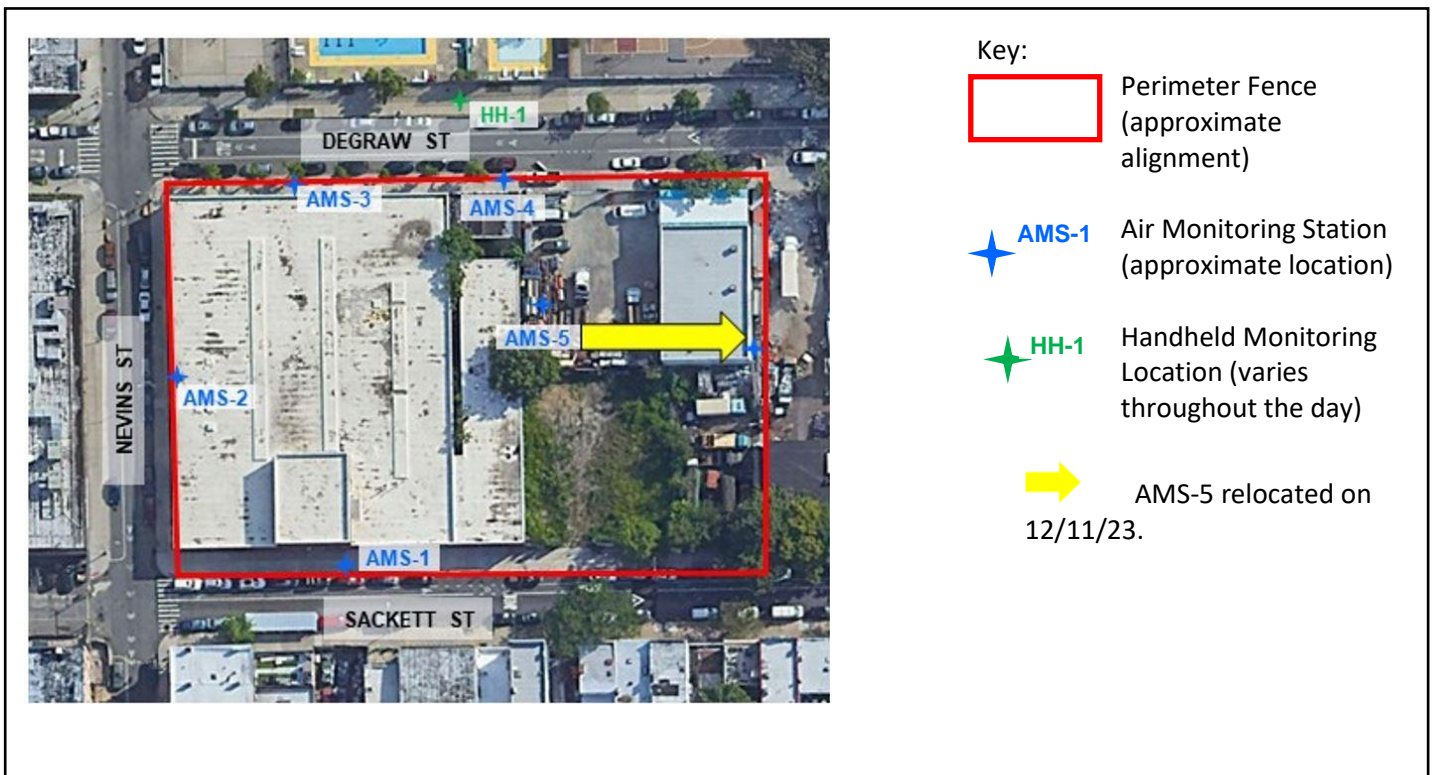 HH-1
DEGRAW ST
AMS-3
AMS-4
AMS-5
AMS-2
NEVINS ST
AMS-1
SACKETT ST
Key:
Perimeter Fence
(approximate
alignment)
AMS-1
Air Monitoring Station
(approximate location)
HH-1
Handheld Monitoring
Location (varies
throughout the day)
AMS-5 relocated on
12/11/23.